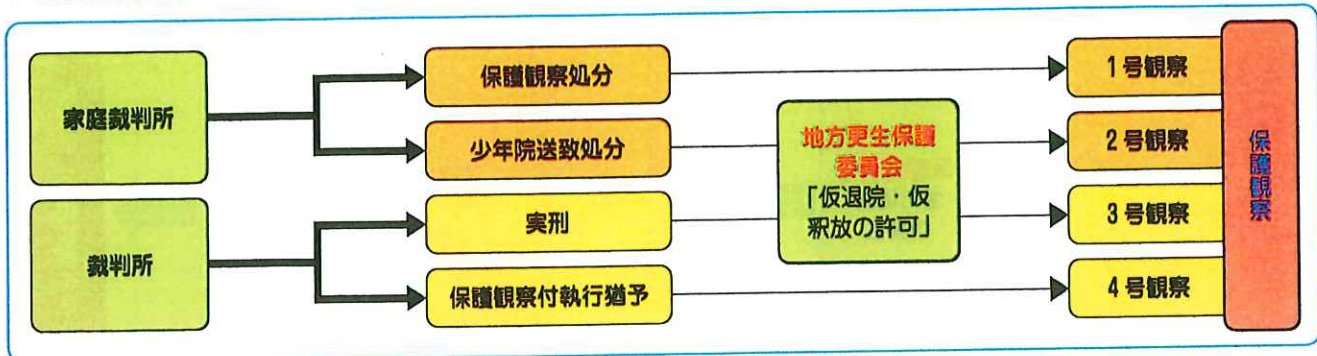 家庭裁判所
保護観察処分
少年院送致処分
裁判所
実刑
保護観察付執行猶予
地方更生保護
委員会
「仮退院・仮
釈放の許可」
1号観察
2号観察
3号観察
4号観察
保護観察